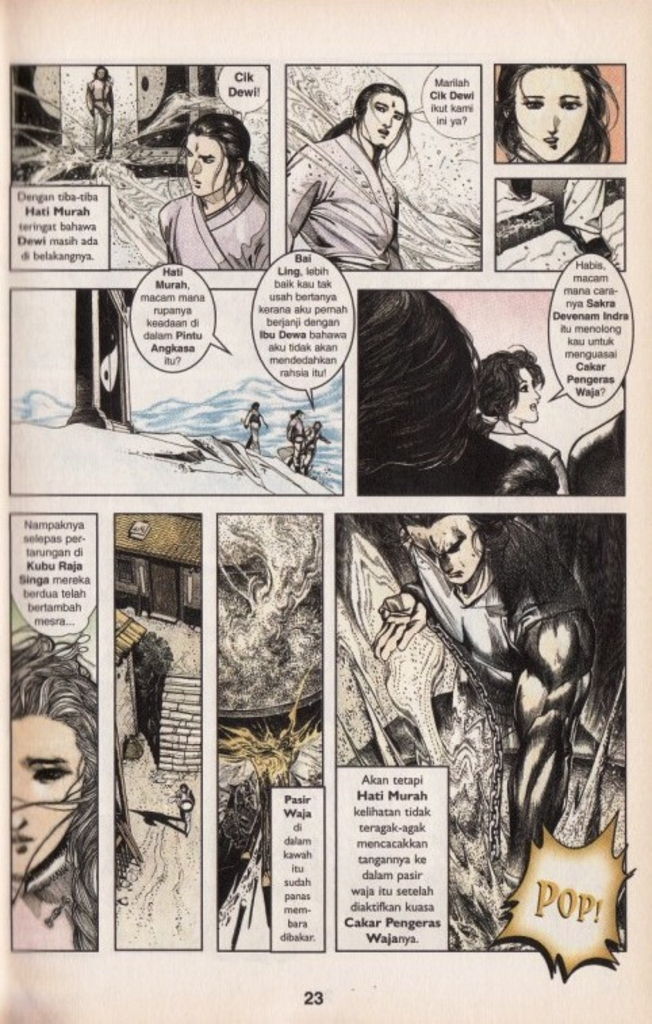 Cik
Dewi!
Dengan tiba-tiba
Hati Murah
teringat bahawa
Dewi masih ada
di belakangnya.
Marilah
Cik Dewi
ikut kami
ini ya?
Hati
Murah,
macam mana
rupanya
keadaan di
dalam Pintu
Angkasa
itu?
Bai
Ling, lebih
baik kau tak
usah bertanya
kerana aku pernah
berjanji dengan
Ibu Dewa bahawa
aku tidak akan
mendedahkan
rahsia itu!
Habis,
macam
mana cara-
nya Sakra
Devenam Indra
itu menolong
kau untuk
menguasai
Cakar
Pengeras
Waja?
Nampaknya
selepas per-
tarungan di
Kubu Raja
Singa mereka
berdua telah
bertambah
mesra...
Pasir
Waja
di
dalam
kawah
itu
sudah
panas
mem-
bara
dibakar.
Akan tetapi
Hati Murah
kelihatan tidak
teragak-agak
mencacakkan
tangannya ke
dalam pasir
waja itu setelah
diaktifkan kuasa
Cakar Pengeras
Wajanya.
POP!
23